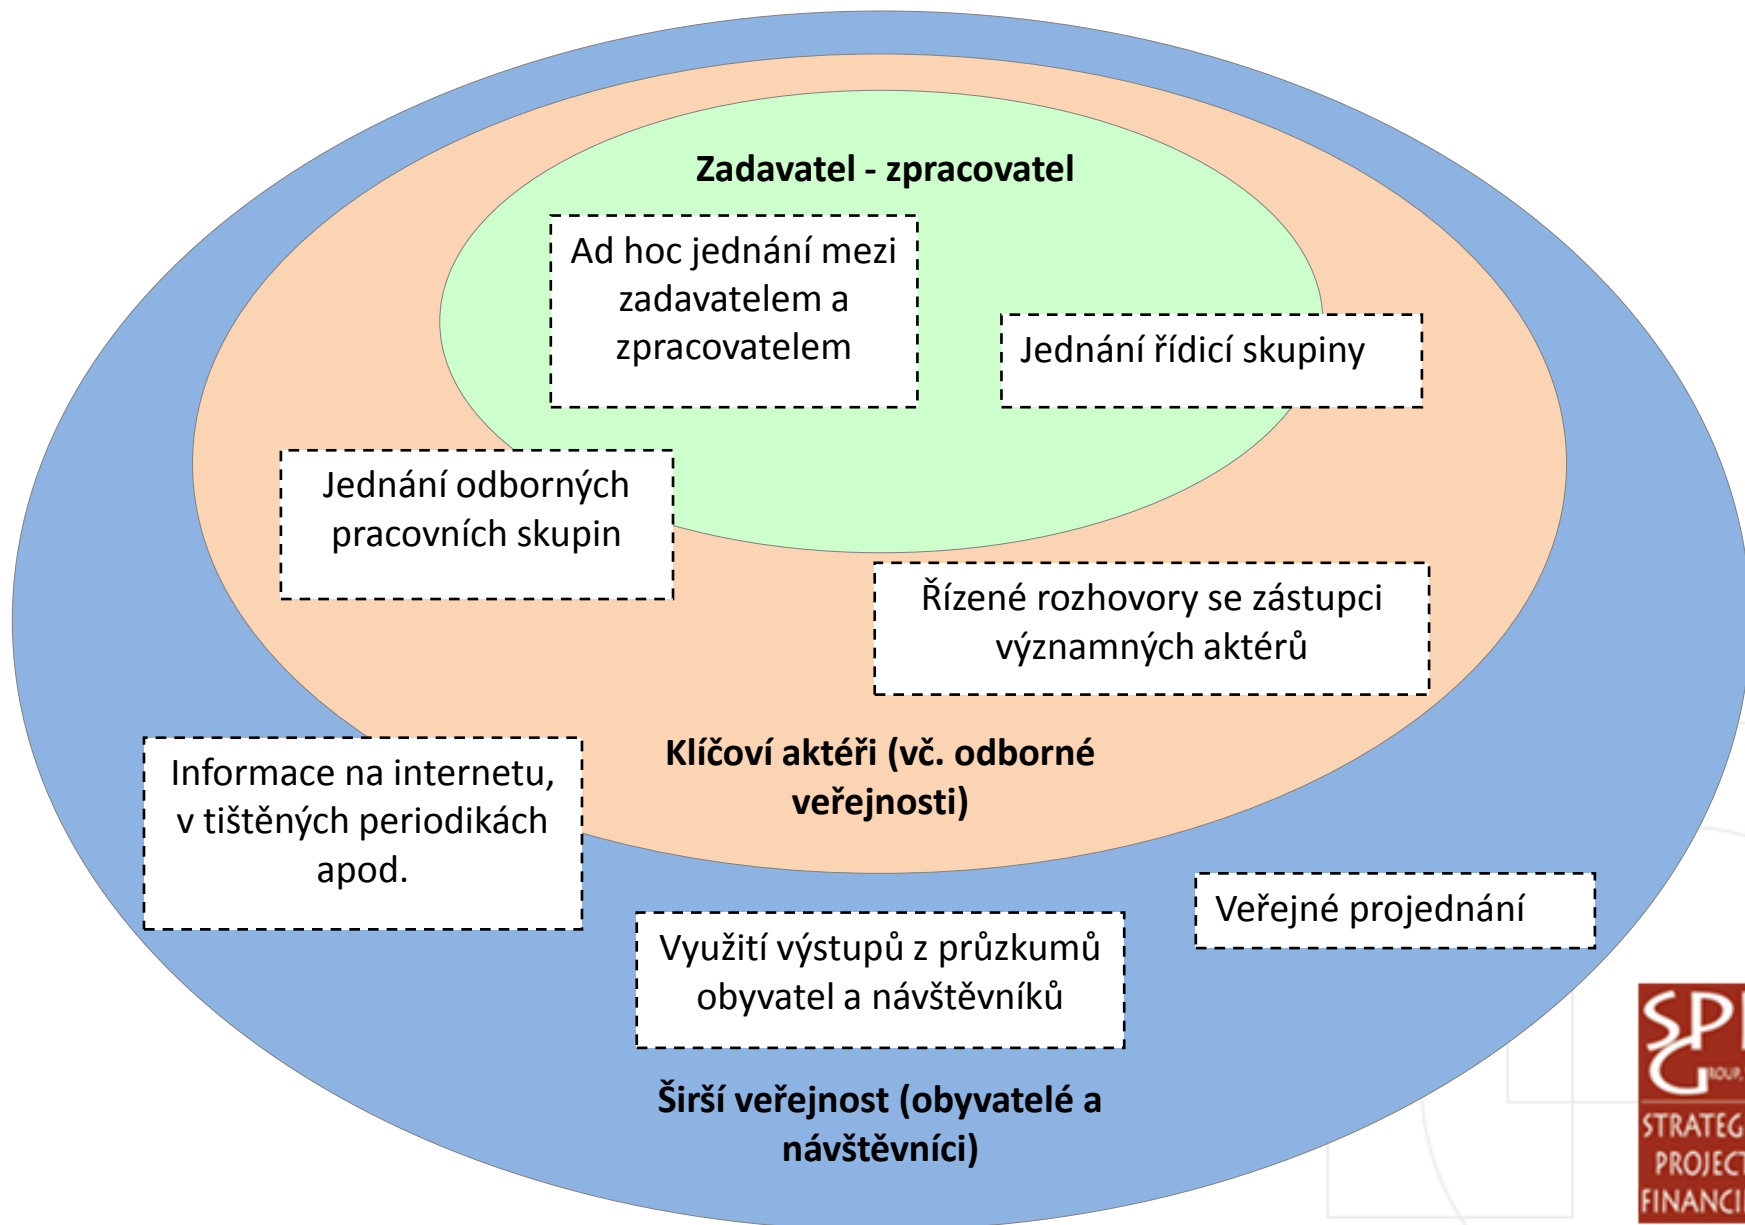 Zadavatel - zpracovatel
Ad hoc jednání mezi
zadavatelem a
zpracovatelem
Jednání řídicí skupiny
Jednání odborných
pracovních skupin
Řízené rozhovory se zástupci
významných aktérů
Klíčoví aktéři (vč. odborné
veřejnosti)
Informace na internetu,
v tištěných periodikách
apod.
Veřejné projednání
Využití výstupů z průzkumů
obyvatel a návštěvníků
Širší veřejnost (obyvatelé a
návštěvníci)
GROUP,
PROJECT